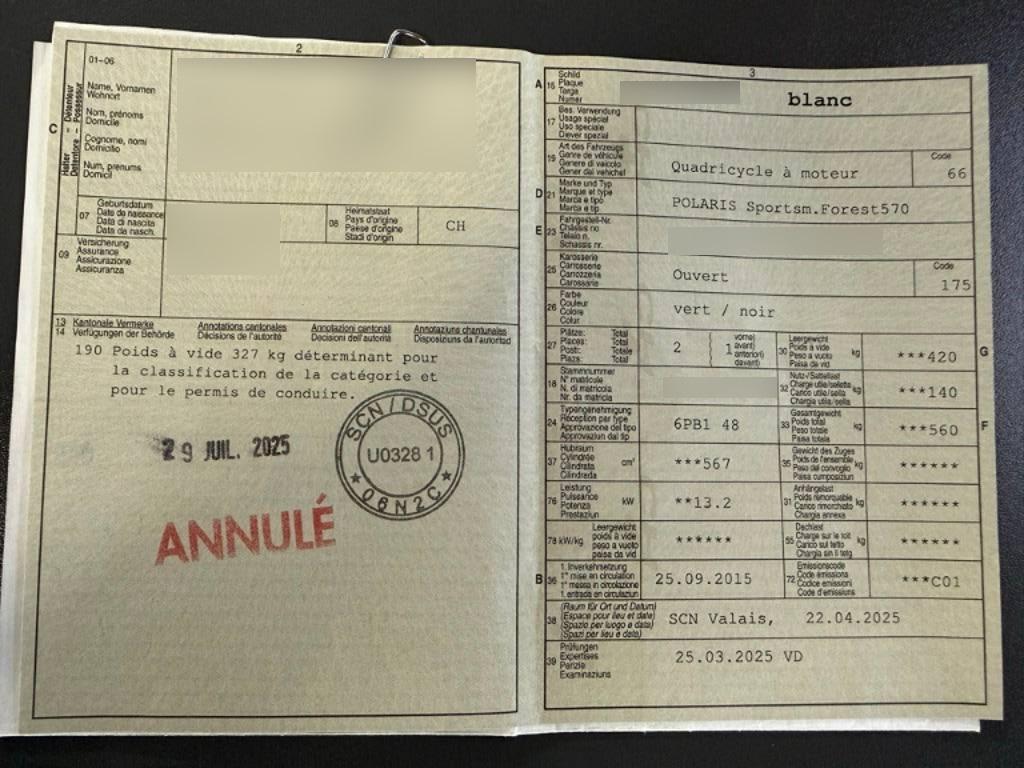 2
01-06
Name, Vornamen
Wohnort
Nom, prénoms
Domicile
Cognome, nomi
Domicilio
Num, prenums
Domicil
C
Halter – Détenteur
Detentore – Possessur
07
Geburtsdatum
Date de naissance
Data di nascita
Data da nasch.
08
Heimatstaat
Pays d'origine
Paese d'origine
Stadi d'origin
CH
09
Versicherung
Assurance
Assicurazione
Assicuranza
13 Kantonale Vermerke Annotations cantonales Annotazioni cantonali Annotaziuns chantunales
14 Verfügungen der Behörde Décisions de l'autorité Decisioni dell'autorità Disposiziuns da l'autoritad
190 Poids à vide 327 kg déterminant pour
la classification de la catégorie et
pour le permis de conduire.
29 JUIL. 2025
SCN / DSUS
U0328 1
06N2C
ANNULÉ
3
A 15
Schild
Plaque
Targa
Numer
blanc
17
Bes. Verwendung
Usage spécial
Uso speciale
Diever spezial
19
Art des Fahrzeugs
Genre de véhicule
Genere di veicolo
Gener dal vehichel
Quadricycle à moteur
Code
66
D 21
Marke und Typ
Marque et type
Marca e tipo
Marca e tip
POLARIS Sportsm.Forest570
E 23
Fahrgestell-Nr.
Châssis no
Telaio n.
Schassis nr.
25
Karosserie
Carrosserie
Carrozzeria
Carossarie
Ouvert
Code
175
26
Farbe
Couleur
Colore
Colur
vert / noir
27
Plätze: Total
Places: Total
Posti: Totale
Plazs: Total
2
1
vorne)
avant)
anteriori)
davant)
30
Leergewicht
Poids à vide
Peso a vuoto
Paisa da vid
kg
***420
G
18
Stammnummer
N° matricule
N. di matricola
Nr. da matricla
32
Nutz-/Sattellast
Charge utile/sellette
Carico utile/sella
Chargia utila/sella
kg
***140
24
Typengenehmigung
Réception par type
Approvazione del tipo
Approvaziun dal tip
6PB1 48
33
Gesamtgewicht
Poids total
Peso totale
Paisa totala
kg
***560
F
37
Hubraum
Cylindrée
Cilindrata
Cilindrada
cm³
***567
35
Gewicht des Zuges
Poids de l'ensemble
Peso del convoglio
Paisa cumposiziun
kg
******
76
Leistung
Puissance
Potenza
Prestaziun
kW
**13.2
31
Anhängelast
Poids remorquable
Carico rimorchiato
Chargia annexa
kg
******
78 kW/kg
Leergewicht
poids à vide
peso a vuoto
paisa da vid
******
55
Dachlast
Charge sur le toit
Carico sul tetto
Chargia sin il tetg
kg
******
B 36
1. Inverkehrsetzung
1re mise en circulation
1a messa in circolazione
1. entrada en circulaziun
25.09.2015
72
Emissionscode
Code émissions
Codice emissioni
Code d'emissiuns
***C01
38
(Raum für Ort und Datum)
(Espace pour lieu et date)
(Spazio per luogo e data)
(Spazi per lieu e data)
SCN Valais, 22.04.2025
39
Prüfungen
Expertises
Perizie
Examinaziuns
25.03.2025 VD